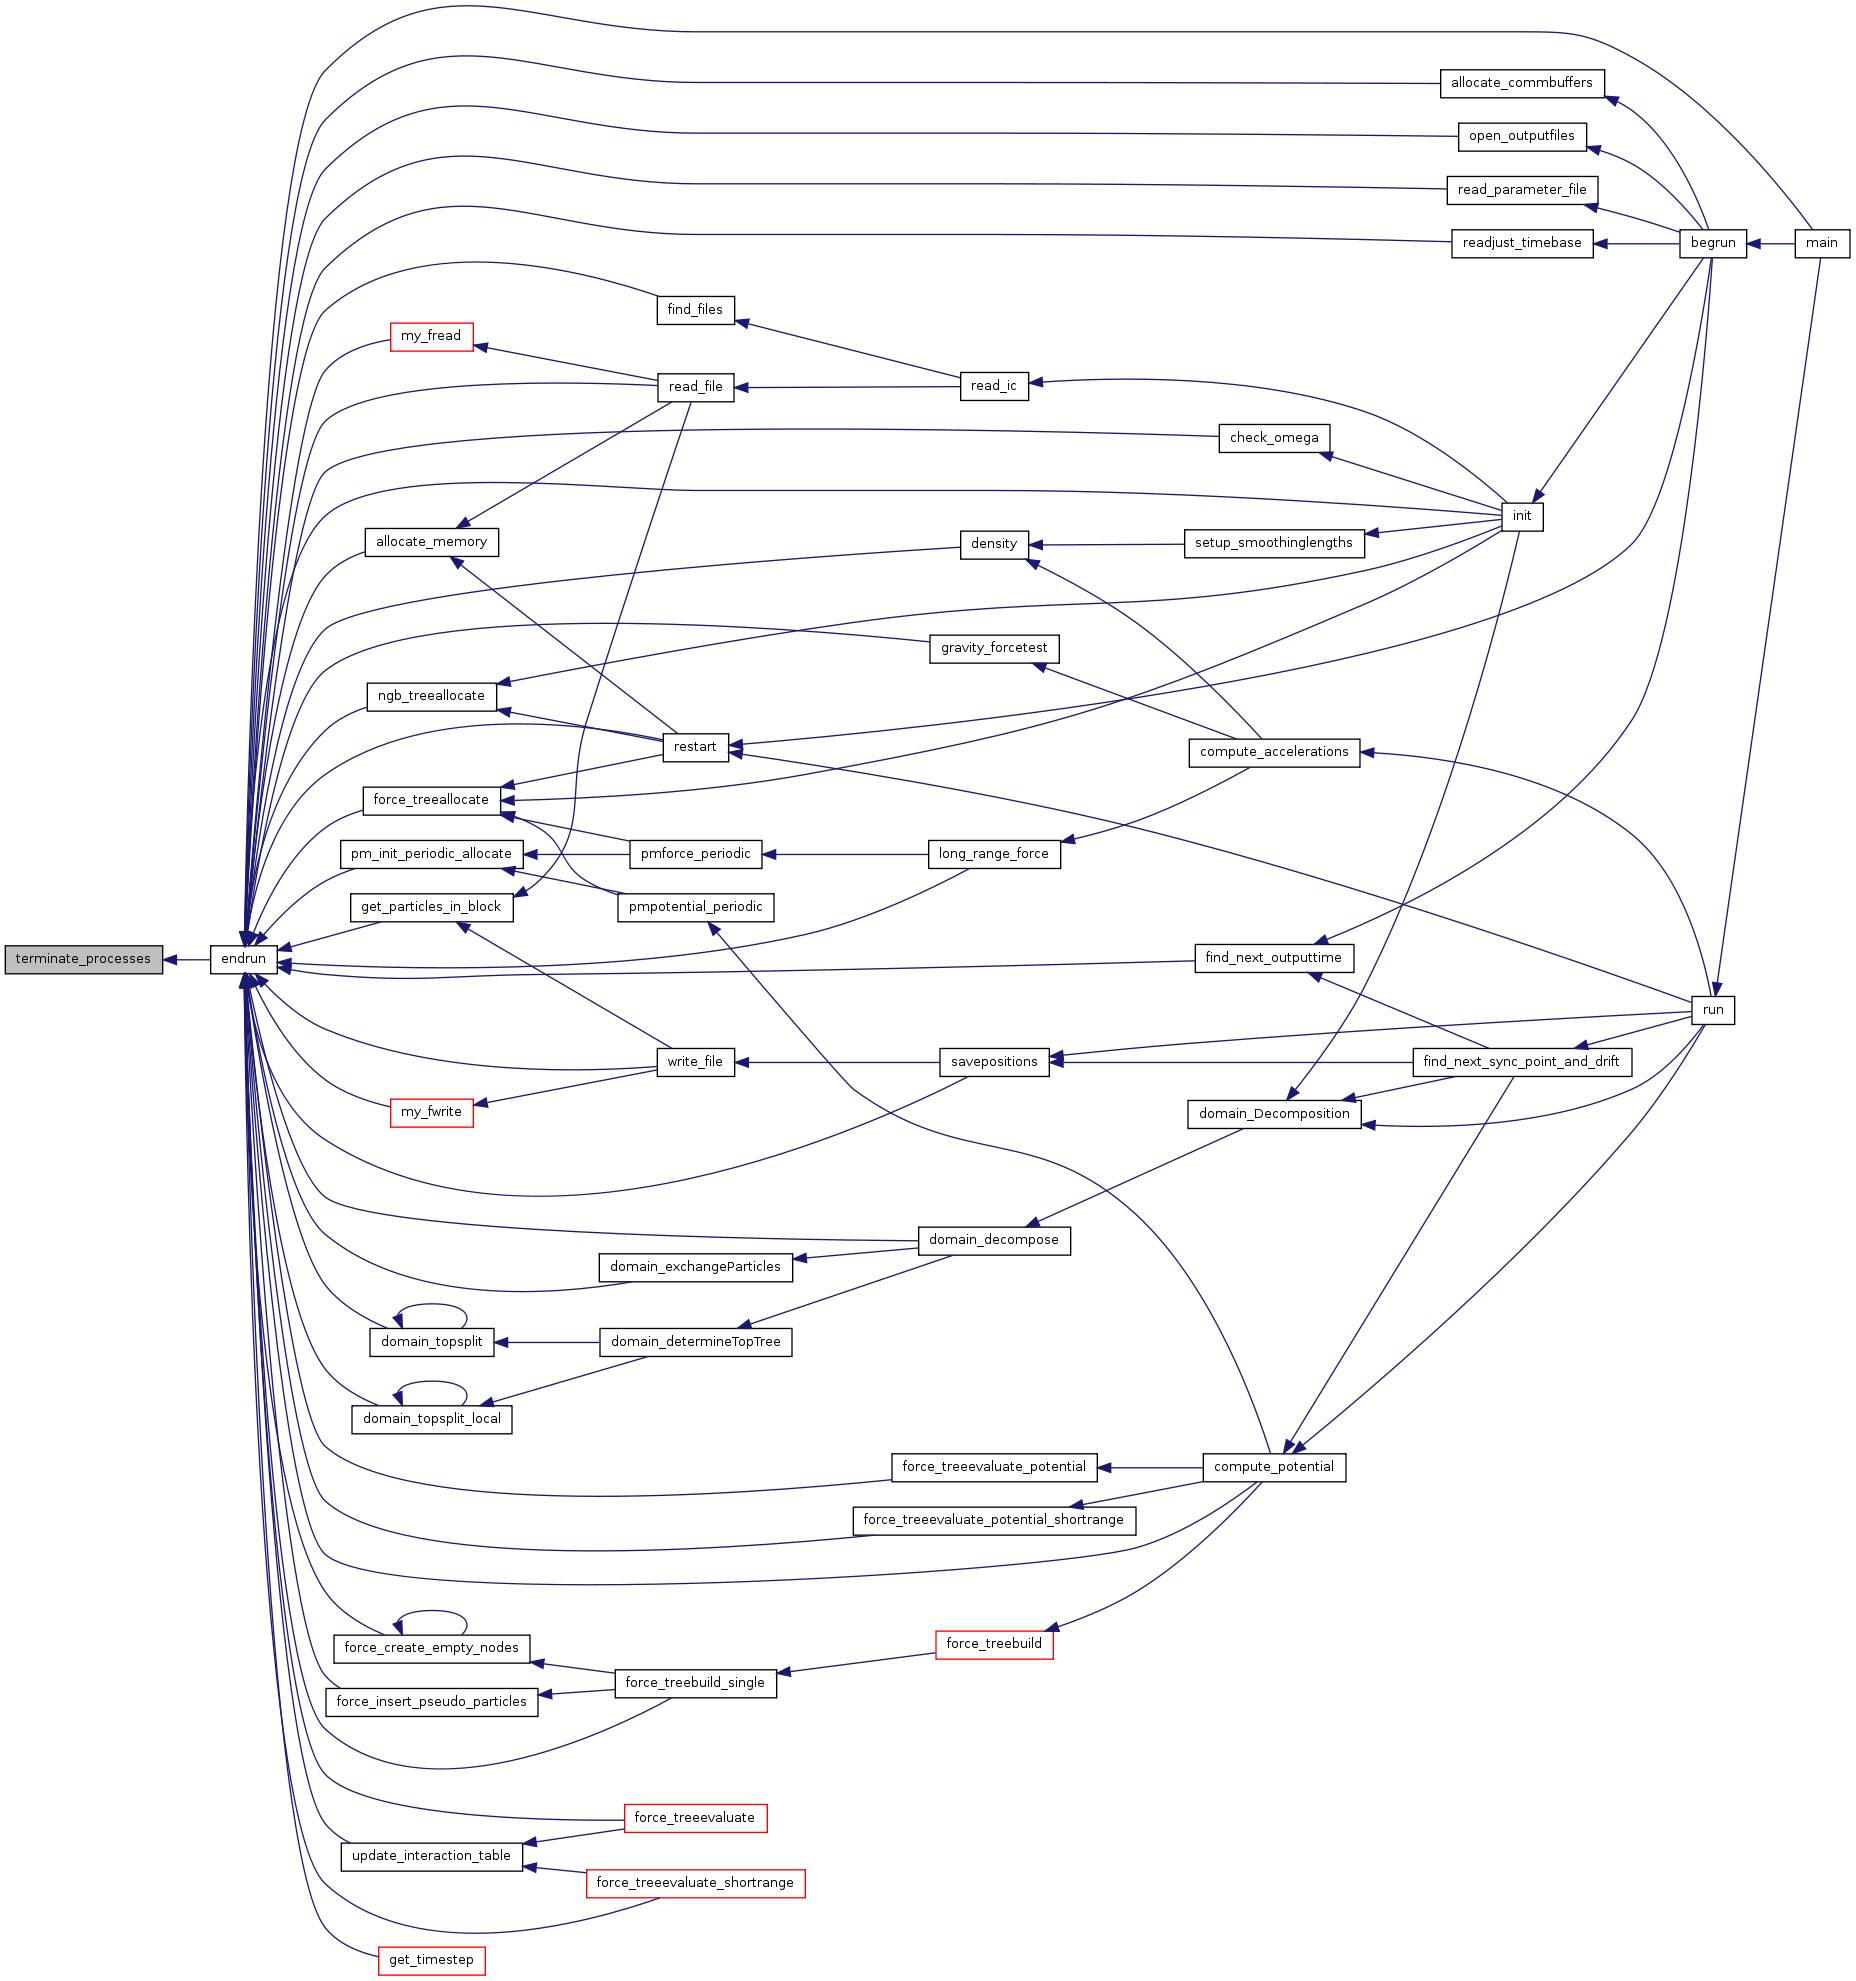 allocate_commbuffers
open_outputfiles
read_parameter_file
readjust_timebase
begrun
main
find_files
my_fread
read_file
read_ic
check_omega
init
allocate_memory
density
setup_smoothinglengths
gravity_forcetest
ngb_treeallocate
restart
compute_accelerations
force_treeallocate
pm_init_periodic_allocate
pmforce_periodic
long_range_force
get_particles_in_block
pmpotential_periodic
terminate_processes
endrun
find_next_outputtime
run
write_file
savepositions
find_next_sync_point_and_drift
my_fwrite
domain_Decomposition
domain_decompose
domain_exchangeParticles
domain_topsplit
domain_determineTopTree
domain_topsplit_local
force_treeevaluate_potential
compute_potential
force_treeevaluate_potential_shortrange
force_create_empty_nodes
force_treebuild
force_treebuild_single
force_insert_pseudo_particles
force_treeevaluate
update_interaction_table
force_treeevaluate_shortrange
get_timestep